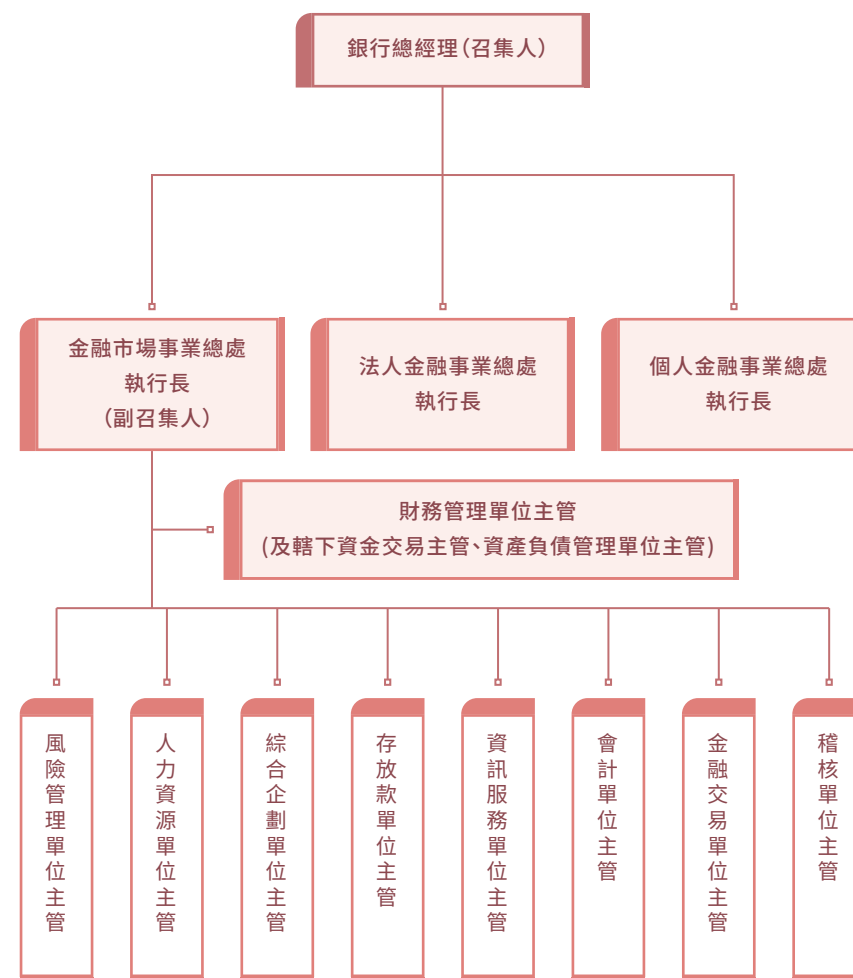 銀行總經理(召集人)
金融市場事業總處
執行長
(副召集人)
法人金融事業總處
執行長
個人金融事業總處
執行長
財務管理單位主管
(及轄下資金交易主管、資產負債管理單位主管)
風險管理單位主管
人力資源單位主管
綜合企劃單位主管
存放款單位主管
資訊服務單位主管
會計單位主管
金融交易單位主管
稽核單位主管